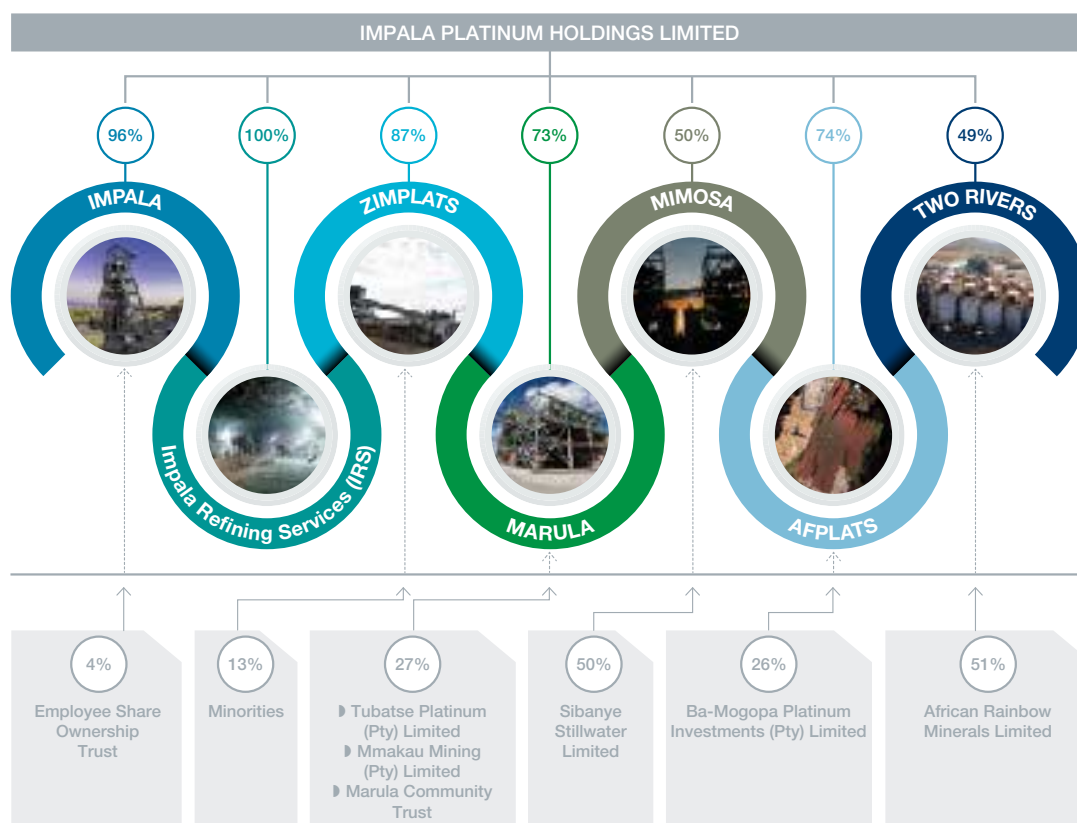 IMPALA PLATINUM HOLDINGS LIMITED
96%
100%
87%
73%
50%
74%
49%
IMPALA
ZIMPLATS
MIMOSA
TWO RIVERS
Impala Refining Services (IRS)
MARULA
AFPLATS
4%
Employee Share
Ownership
Trust
13%
Minorities
27%
◗ Tubatse Platinum
(Pty) Limited
◗ Mmakau Mining
(Pty) Limited
◗ Marula Community
Trust
50%
Sibanye
Stillwater
Limited
26%
Ba-Mogopa Platinum
Investments (Pty) Limited
51%
African Rainbow
Minerals Limited